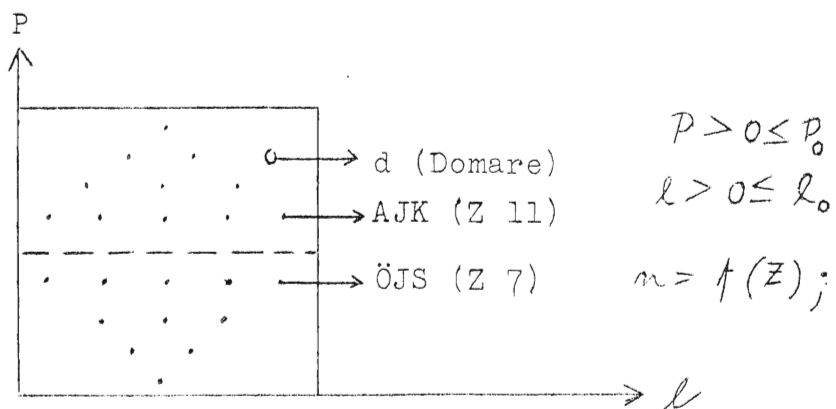 P
d (Domare)
P > 0 ≤ P₀
l > 0 ≤ l₀
AJK (Z 11)
ÖJS (Z 7)
n = f(Z);
l